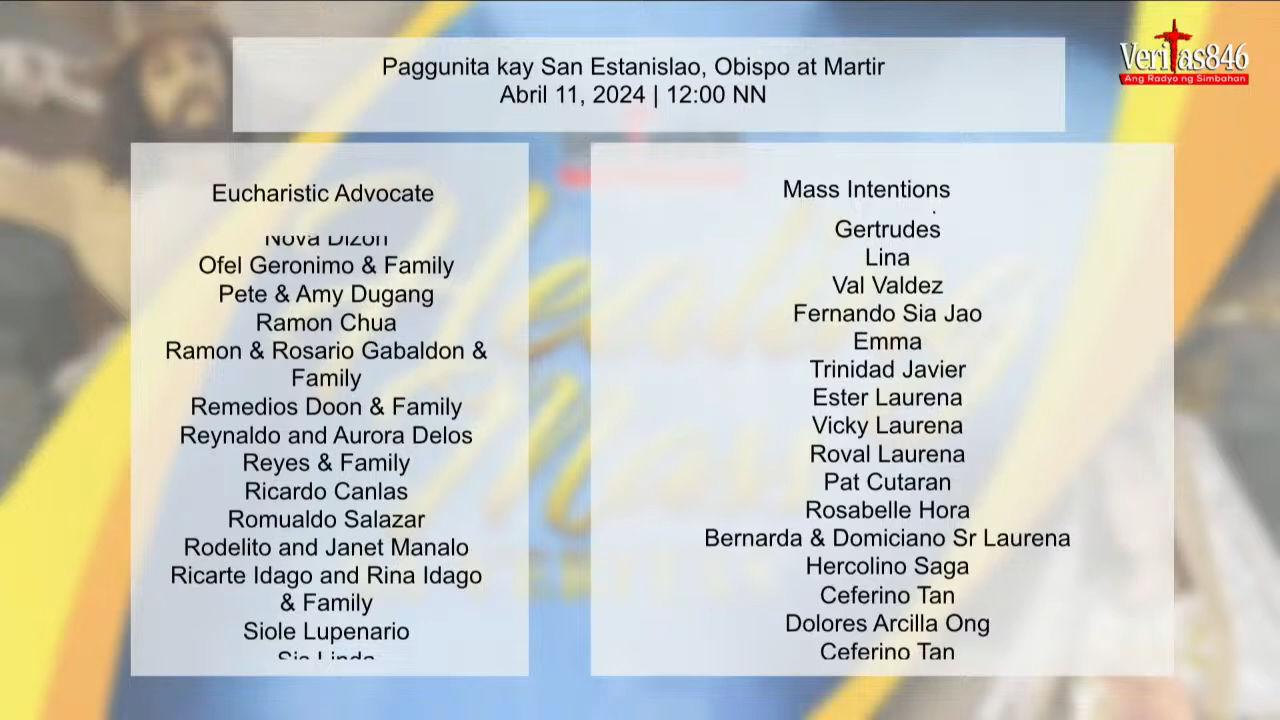 Paggunita kay San Estanislao, Obispo at Martir
Abril 11, 2024 | 12:00 NN
Veritas846
Ang Radyo ng Simbahan
Eucharistic Advocate
Nova Dizon
Ofel Geronimo & Family
Pete & Amy Dugang
Ramon Chua
Ramon & Rosario Gabaldon &
Family
Remedios Doon & Family
Reynaldo and Aurora Delos
Reyes & Family
Ricardo Canlas
Romualdo Salazar
Rodelito and Janet Manalo
Ricarte Idago and Rina Idago
& Family
Siole Lupenario
Mass Intentions
Gertrudes
Lina
Val Valdez
Fernando Sia Jao
Emma
Trinidad Javier
Ester Laurena
Vicky Laurena
Roval Laurena
Pat Cutaran
Rosabelle Hora
Bernarda & Domiciano Sr Laurena
Hercolino Saga
Ceferino Tan
Dolores Arcilla Ong
Ceferino Tan